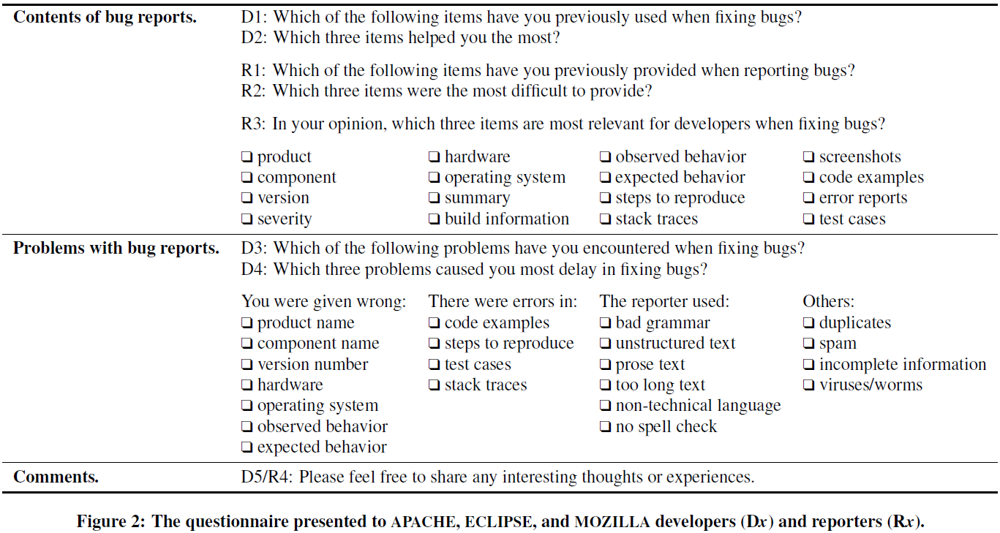 Contents of bug reports. D1: Which of the following items have you previously used when fixing bugs?
D2: Which three items helped you the most?
R1: Which of the following items have you previously provided when reporting bugs?
R2: Which three items were the most difficult to provide?
R3: In your opinion, which three items are most relevant for developers when fixing bugs?
❏ product ❏ hardware ❏ observed behavior ❏ screenshots
❏ component ❏ operating system ❏ expected behavior ❏ code examples
❏ version ❏ summary ❏ steps to reproduce ❏ error reports
❏ severity ❏ build information ❏ stack traces ❏ test cases
Problems with bug reports. D3: Which of the following problems have you encountered when fixing bugs?
D4: Which three problems caused you most delay in fixing bugs?
You were given wrong: There were errors in: The reporter used: Others:
❏ product name ❏ code examples ❏ bad grammar ❏ duplicates
❏ component name ❏ steps to reproduce ❏ unstructured text ❏ spam
❏ version number ❏ test cases ❏ prose text ❏ incomplete information
❏ hardware ❏ stack traces ❏ too long text ❏ viruses/worms
❏ operating system ❏ non-technical language
❏ observed behavior ❏ no spell check
❏ expected behavior
Comments. D5/R4: Please feel free to share any interesting thoughts or experiences.
Figure 2: The questionnaire presented to APACHE, ECLIPSE, and MOZILLA developers (Dx) and reporters (Rx).